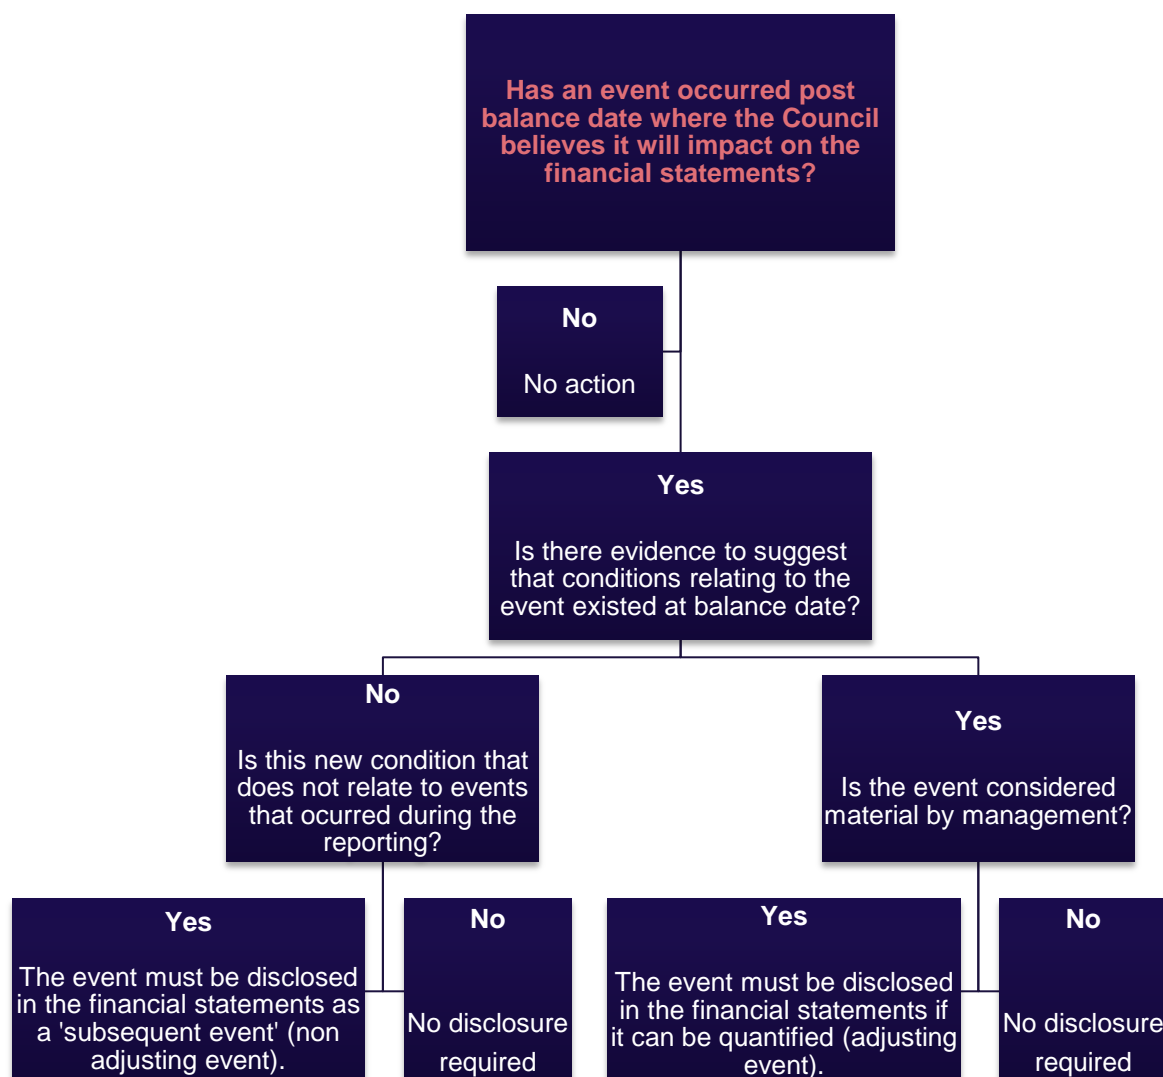 Has an event occurred post
balance date where the Council
believes it will impact on the
financial statements?
No
No action
Yes
Is there evidence to suggest
that conditions relating to the
event existed at balance date?
No
Is this new condition that
does not relate to events
that ocurred during the
reporting?
Yes
Is the event considered
material by management?
Yes
The event must be disclosed
in the financial statements as
a 'subsequent event' (non
adjusting event).
No
No disclosure
required
Yes
The event must be disclosed
in the financial statements if
it can be quantified (adjusting
event).
No
No disclosure
required